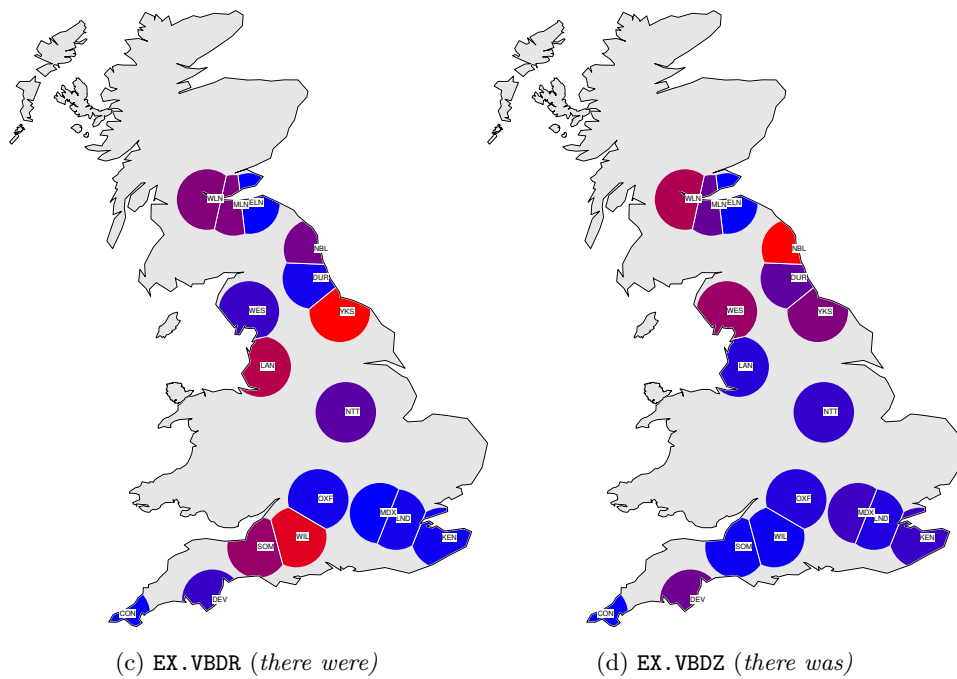 WLN
MLN
ELN
NBL
DUR
WES
YKS
LAN
NTT
OXF
MDX
LND
WIL
KEN
SOM
DEV
CON
(c) EX.VBDR (there were)
WLN
MLN
ELN
NBL
DUR
WES
YKS
LAN
NTT
OXF
MDX
LND
WIL
KEN
SOM
DEV
CON
(d) EX.VBDZ (there was)